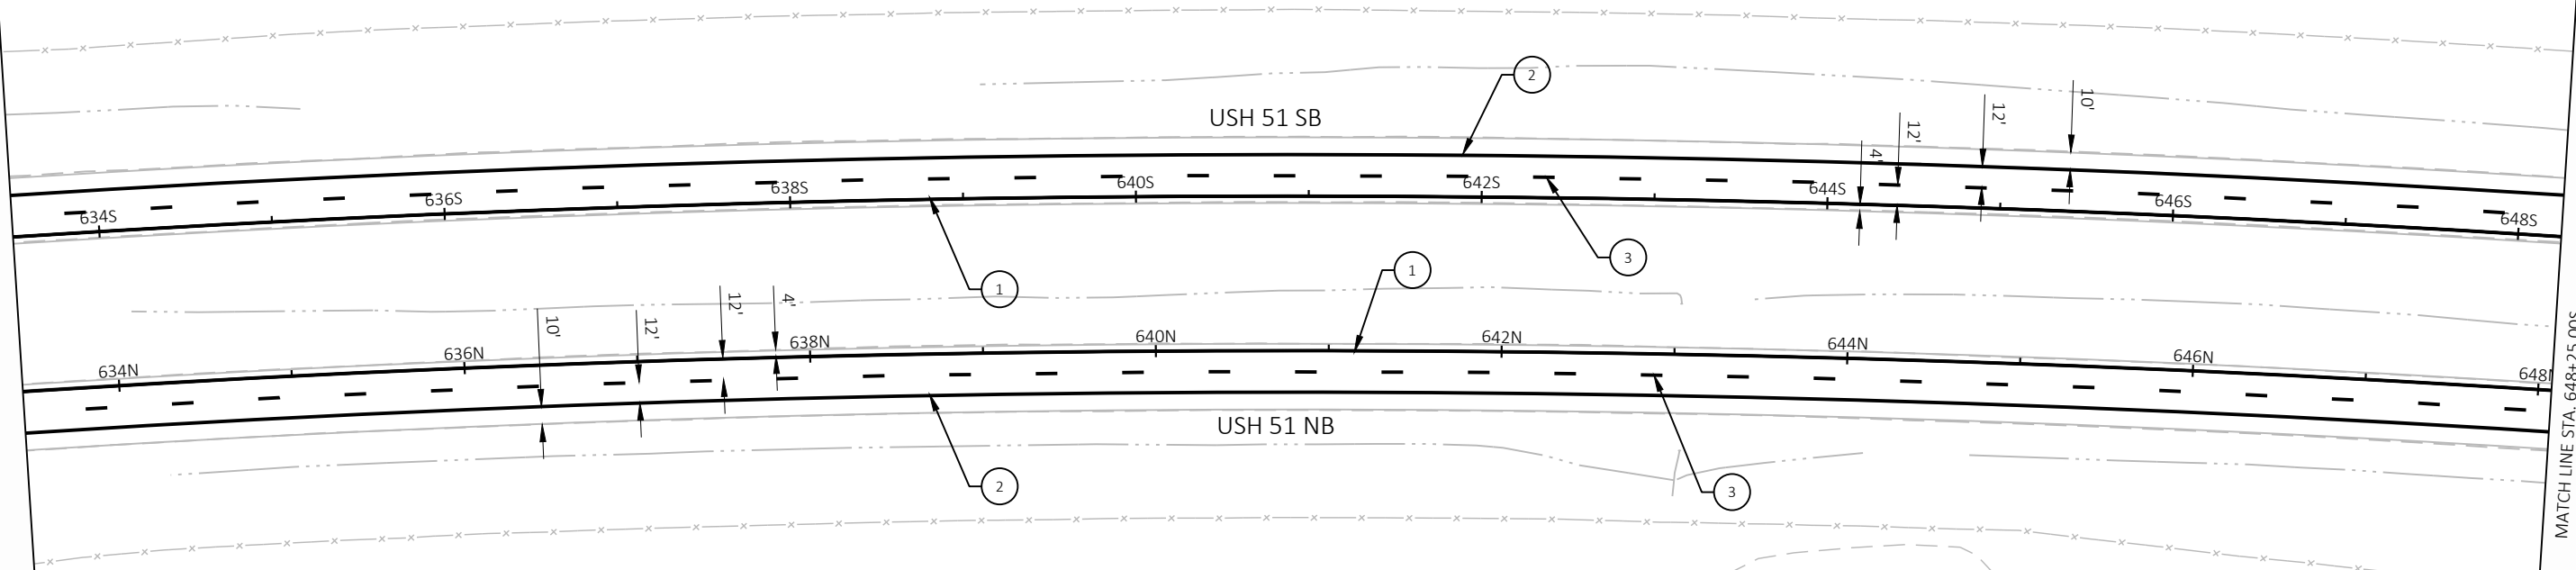 2
10'
12'
12'
4'
USH 51 SB
634S
636S
638S
640S
642S
644S
646S
648S
3
1
1
10'
12'
12'
4'
634N
636N
638N
640N
642N
644N
646N
648N
USH 51 NB
2
3
MATCH LINE STA. 648+25.00S